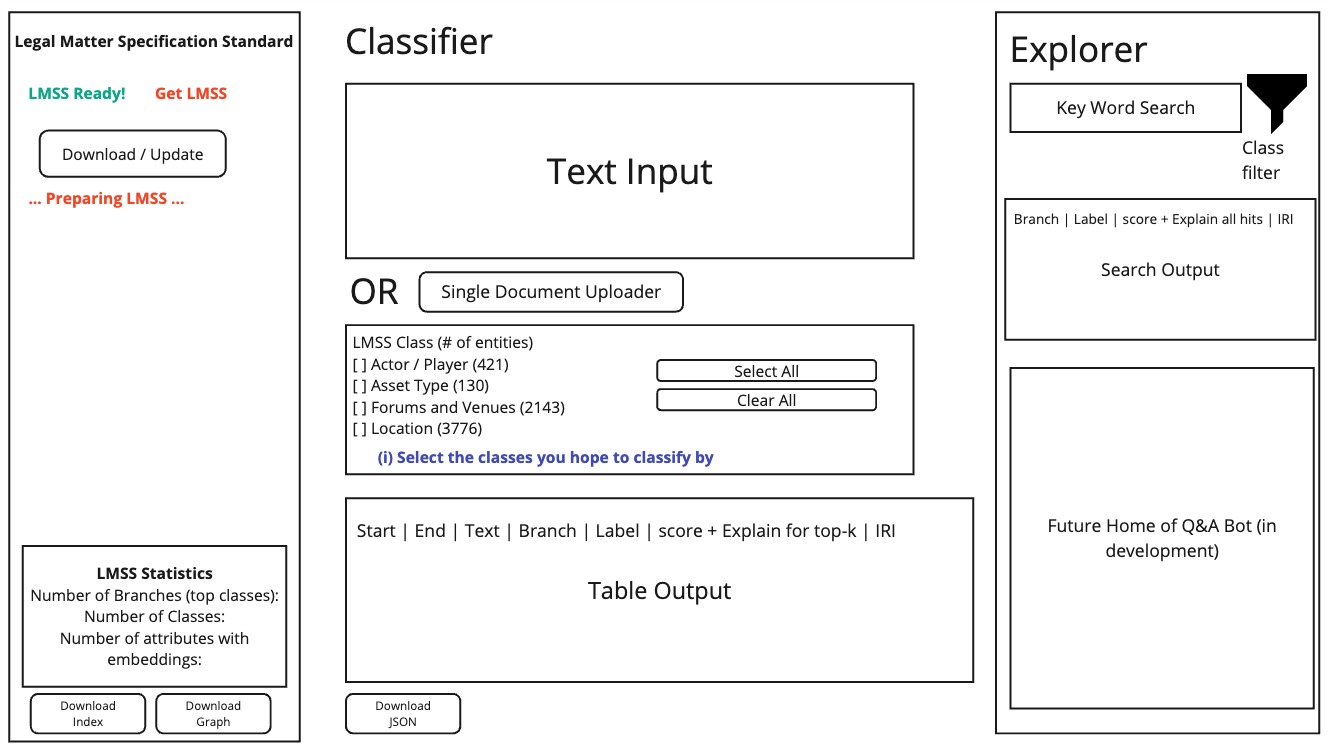 Legal Matter Specification Standard
LMSS Ready!
Get LMSS
Download / Update
... Preparing LMSS ...
LMSS Statistics
Number of Branches (top classes):
Number of Classes:
Number of attributes with
embeddings:
Download
Index
Download
Graph
Classifier
Text Input
OR
Single Document Uploader
LMSS Class (# of entities)
[ ] Actor / Player (421)
[ ] Asset Type (130)
[ ] Forums and Venues (2143)
[ ] Location (3776)
Select All
Clear All
(i) Select the classes you hope to classify by
Start | End | Text | Branch | Label | score + Explain for top-k | IRI
Table Output
Download
JSON
Explorer
Key Word Search
Class
filter
Branch | Label | score + Explain all hits | IRI
Search Output
Future Home of Q&A Bot (in
development)